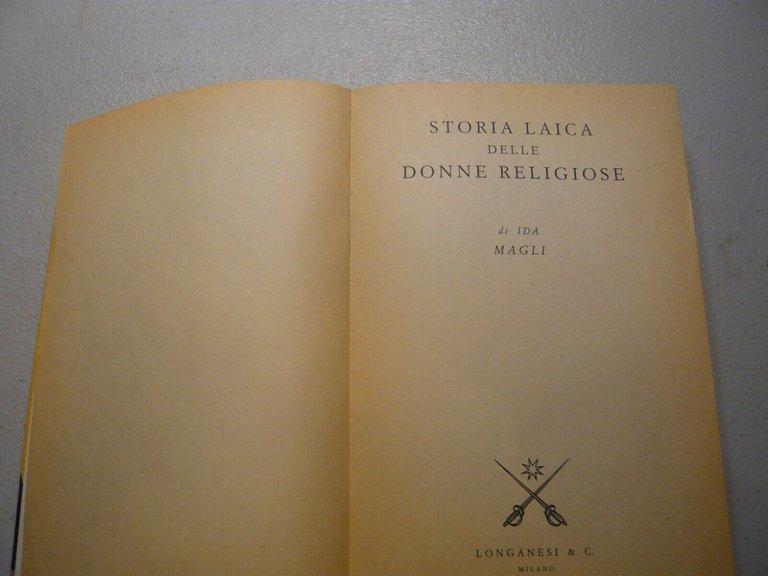 STORIA LAICA
DELLE
DONNE RELIGIOSE
di IDA
MAGLI
LONGANESI & C.
MILANO